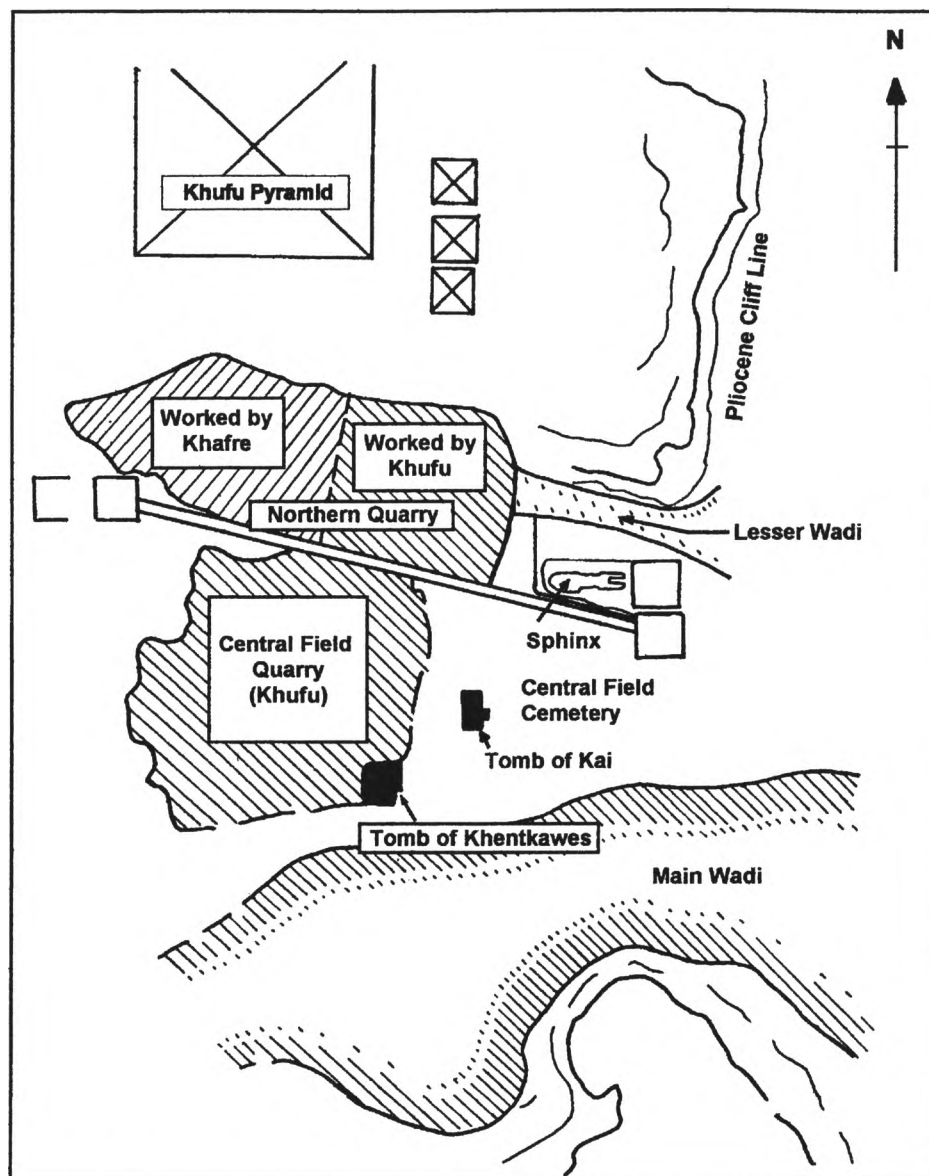 N
Khufu Pyramid
Pliocene Cliff Line
Worked by
Khafre
Worked by
Khufu
Northern Quarry
Lesser Wadi
Sphinx
Central Field
Quarry
(Khufu)
Central Field
Cemetery
Tomb of Kai
Tomb of Khentkawes
Main Wadi